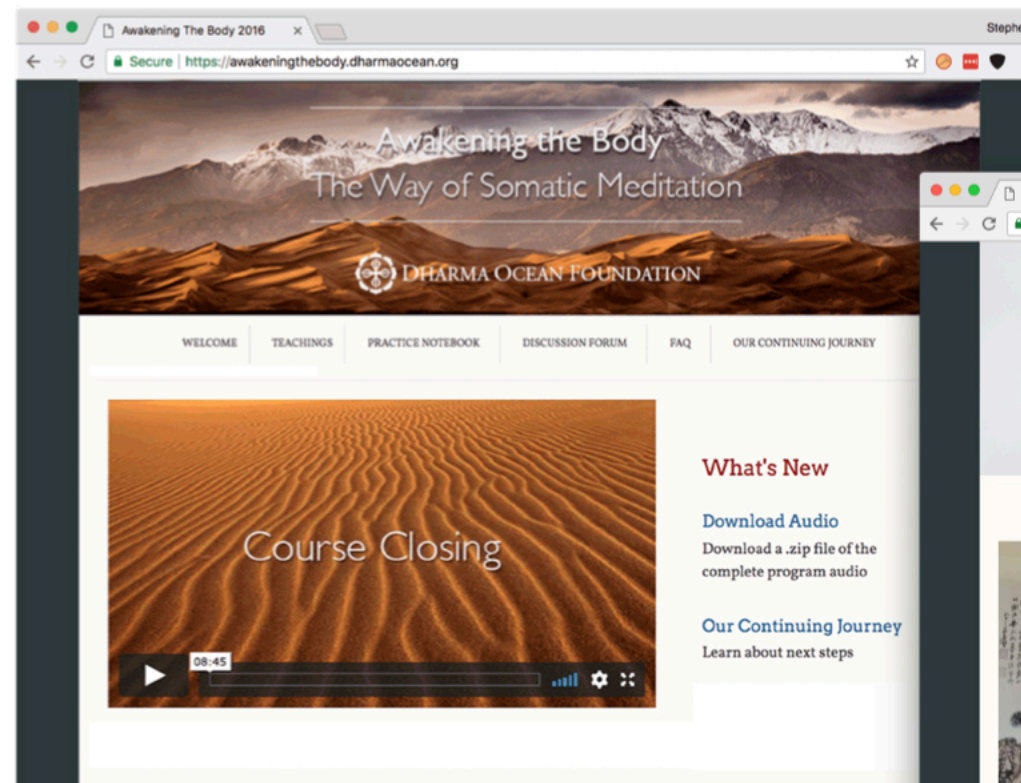 Awakening The Body 2016
Stephe
Secure | https://awakeningthebody.dharmaocean.org
Awakening the Body
The Way of Somatic Meditation
DHARMA OCEAN FOUNDATION
WELCOME TEACHINGS PRACTICE NOTEBOOK DISCUSSION FORUM FAQ OUR CONTINUING JOURNEY
Course Closing
08:45
What's New
Download Audio
Download a .zip file of the
complete program audio
Our Continuing Journey
Learn about next steps